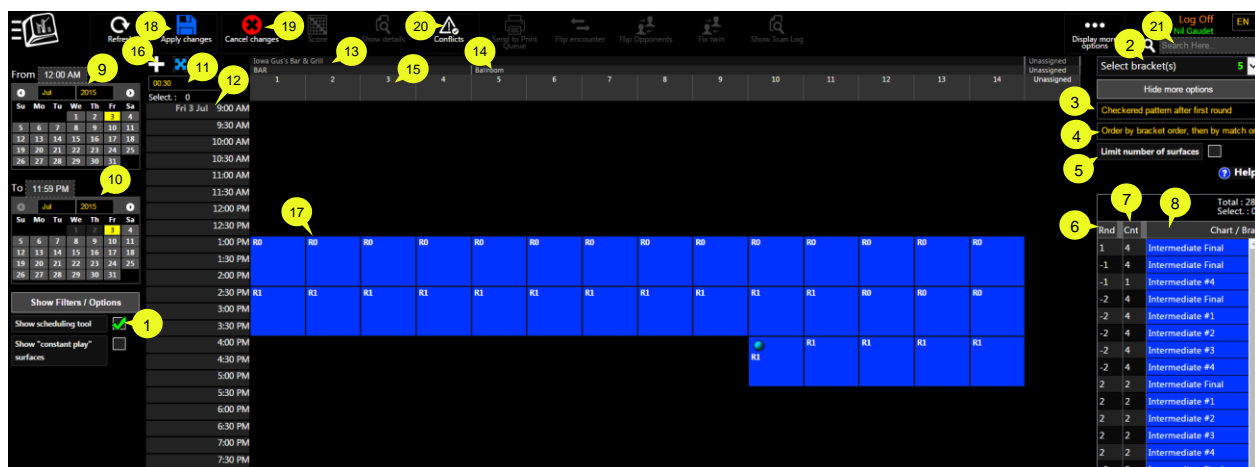 Refresh
18
Apply changes
Cancel changes
19
Score
Show details
20
Conflicts
Send to Print
Queue
Flip encounter
Flip Opponents
Fix twin
Show Scan Log
Display more
options
21
Log Off
Nil Gaudet
EN
Search Here...
16
11
12
13
14
15
Iowa Gus's Bar & Grill
BAR
Ballroom
Unassigned
Unassigned
Unassigned
1 2 3 4 5 6 7 8 9 10 11 12 13 14
00:30
Select. : 0
From 12:00 AM
9
Jul 2015
Su Mo Tu We Th Fr Sa
1 2 3 4
5 6 7 8 9 10 11
12 13 14 15 16 17 18
19 20 21 22 23 24 25
26 27 28 29 30 31
To 11:59 PM
10
Jul 2015
Su Mo Tu We Th Fr Sa
1 2 3 4
5 6 7 8 9 10 11
12 13 14 15 16 17 18
19 20 21 22 23 24 25
26 27 28 29 30 31
Show Filters / Options
Show scheduling tool
1
Show "constant play"
surfaces
Fri 3 Jul 9:00 AM
9:30 AM
10:00 AM
10:30 AM
11:00 AM
11:30 AM
12:00 PM
12:30 PM
17
1:00 PM R0 R0 R0 R0 R0 R0 R0 R0 R0 R0 R0 R0 R0 R0
1:30 PM
2:00 PM
2:30 PM R1 R1 R1 R1 R1 R1 R1 R1 R1 R1 R1 R0 R0 R0
3:00 PM
3:30 PM
4:00 PM R1 R1 R1 R1
4:30 PM R1
5:00 PM
5:30 PM
6:00 PM
6:30 PM
7:00 PM
7:30 PM
2
Select bracket(s) 5
Hide more options
3
Checkered pattern after first round
4
Order by bracket order, then by match
5
Limit number of surfaces
? Help
Total : 28
Select. :
6
7
8
Rnd Cnt Chart /
1 4 Intermediate Final
-1 4 Intermediate Final
-1 1 Intermediate #4
-2 4 Intermediate Final
-2 4 Intermediate #1
-2 4 Intermediate #2
-2 4 Intermediate #3
-2 4 Intermediate #4
2 2 Intermediate Final
2 2 Intermediate #1
2 2 Intermediate #2
2 2 Intermediate #3
2 2 Intermediate #4